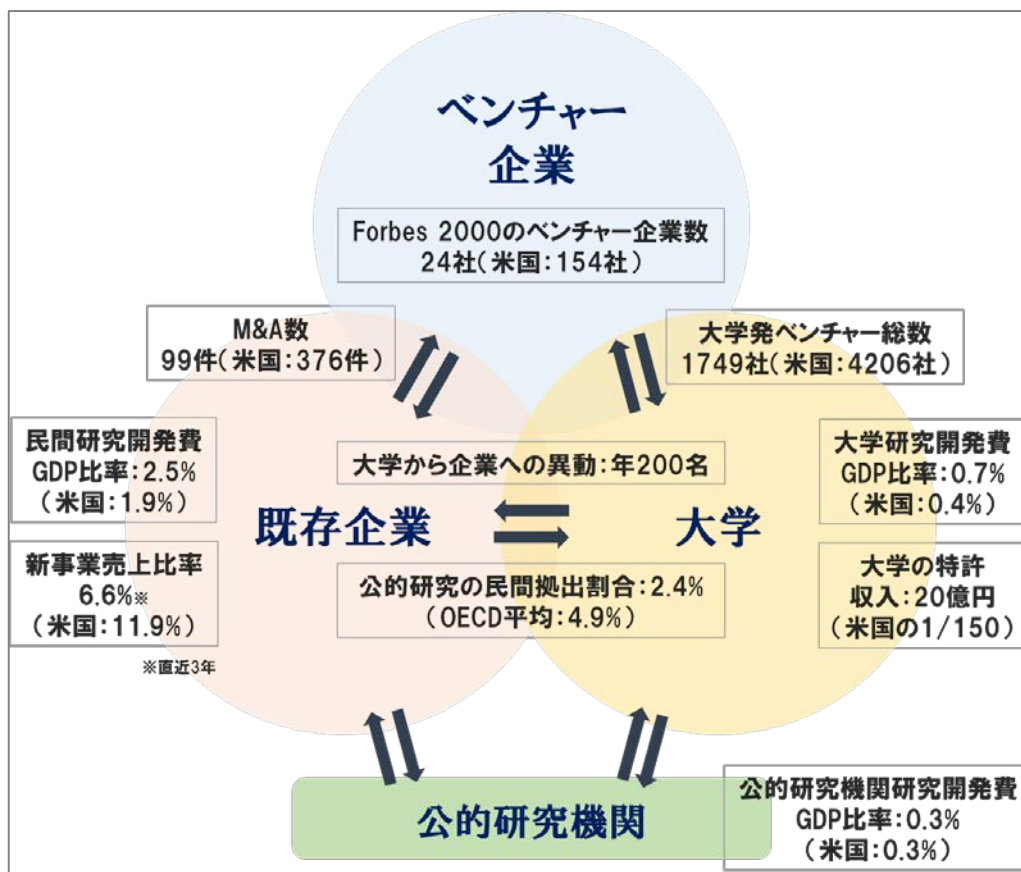 ベンチャー
企業
Forbes 2000のベンチャー企業数
24社(米国:154社)
M&A数
99件(米国:376件)
大学発ベンチャー総数
1749社(米国:4206社)
民間研究開発費
GDP比率:2.5%
(米国:1.9%)
大学から企業への異動:年200名
大学研究開発費
GDP比率:0.7%
(米国:0.4%)
既存企業
大学
新事業売上比率
6.6%※
(米国:11.9%)
※直近3年
公的研究の民間拠出割合:2.4%
(OECD平均:4.9%)
大学の特許
収入:20億円
(米国の1/150)
公的研究機関
公的研究機関研究開発費
GDP比率:0.3%
(米国:0.3%)